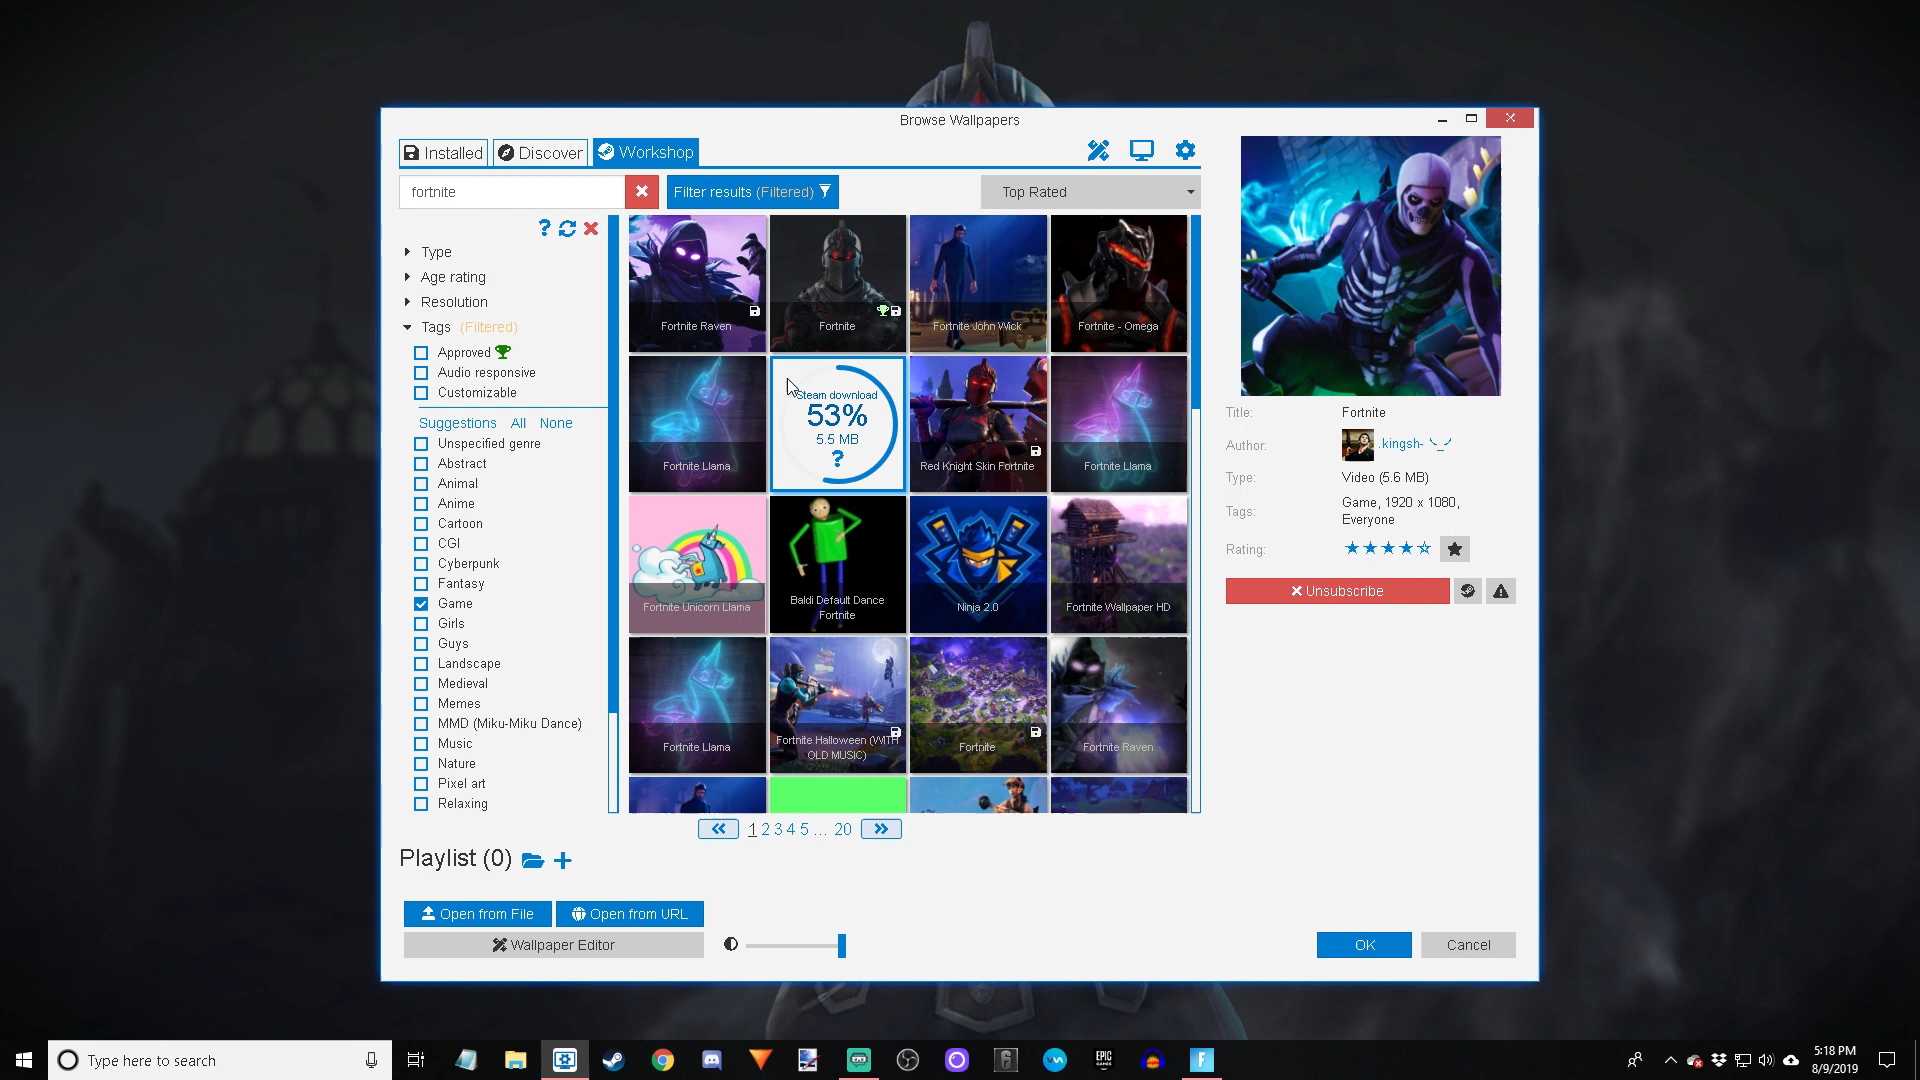 Browse Wallpapers
Installed
Discover
Workshop
fortnite
Filter results (Filtered)
Top Rated
?
Type
Age rating
Resolution
Tags (Filtered)
Approved
Audio responsive
Customizable
Suggestions All None
Unspecified genre
Abstract
Animal
Anime
Cartoon
CGI
Cyberpunk
Fantasy
Game
Girls
Guys
Landscape
Medieval
Memes
MMD (Miku-Miku Dance)
Music
Nature
Pixel art
Relaxing
Fortnite Raven
Fortnite
Fortnite John Wick
Fortnite - Omega
Fortnite Llama
Steam download
53%
5.5 MB
?
Red Knight Skin Fortnite
Fortnite Llama
Fortnite Unicorn Llama
Baldi Default Dance
Fortnite
Ninja 2.0
Fortnite Wallpaper HD
Fortnite Llama
Fortnite Halloween (WITH
OLD MUSIC)
Fortnite
Fortnite Raven
1 2 3 4 5 ... 20
Title: Fortnite
Author: .kingsh-
Type: Video (5.6 MB)
Tags: Game, 1920 x 1080,
Everyone
Rating:
Unsubscribe
Playlist (0)
Open from File
Open from URL
Wallpaper Editor
OK
Cancel
Type here to search
EPIC
GAMES
F
5:18 PM
8/9/2019